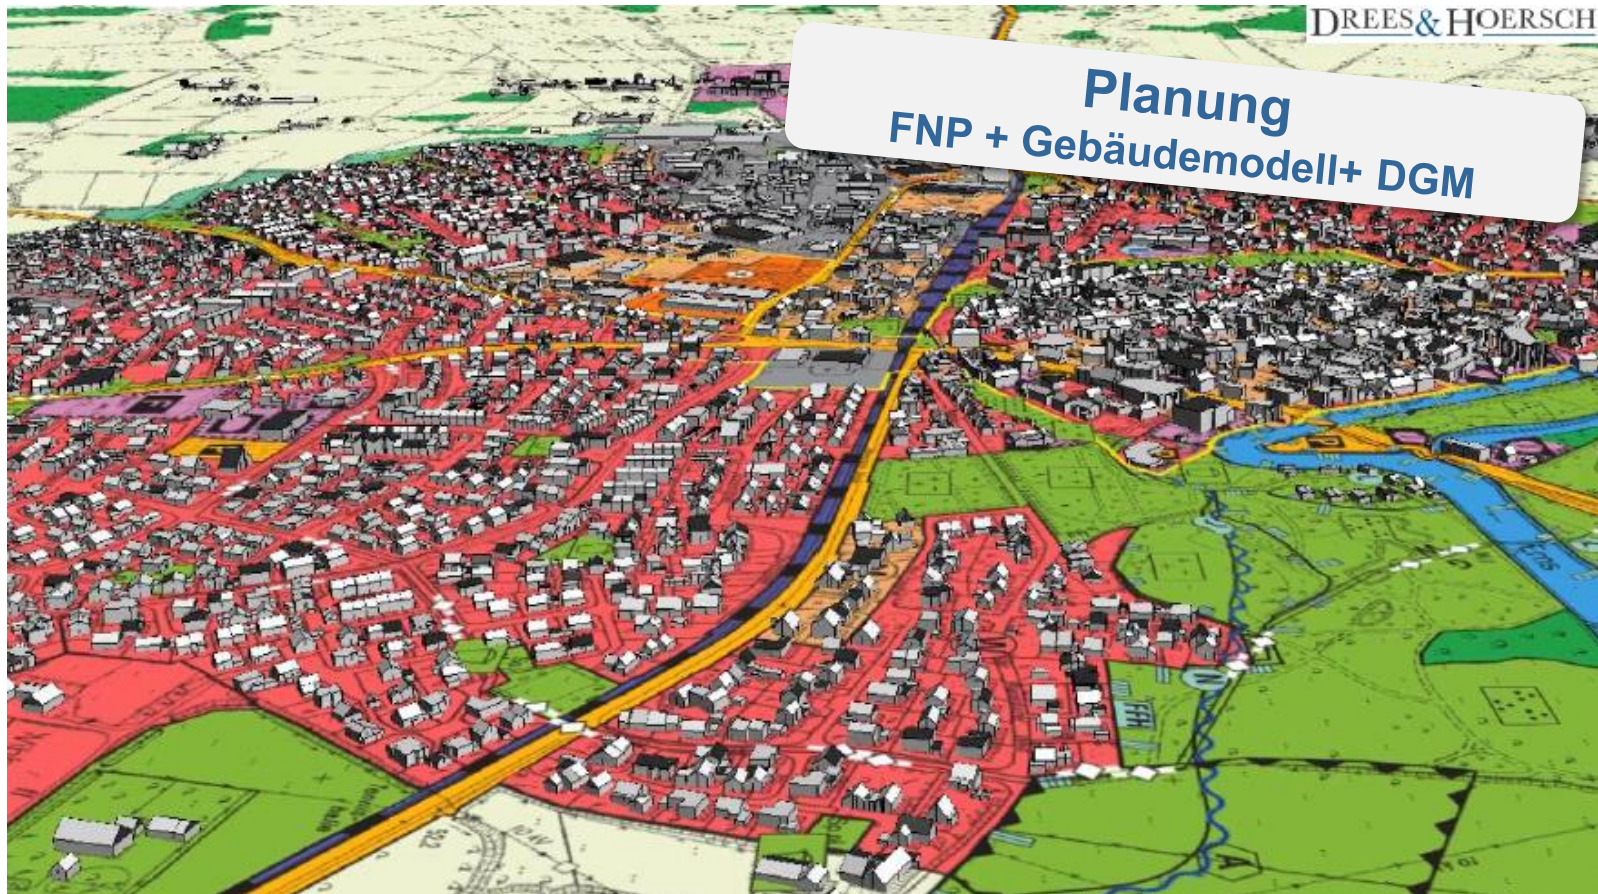 DREES & HOERSCH
Planung
FNP + Gebäudemodell+ DGM
Ems